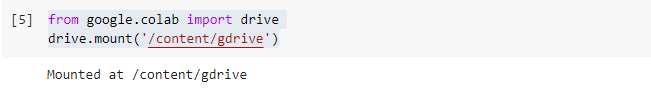 [5] from google.colab import drive
drive.mount('/content/gdrive')
Mounted at /content/gdrive